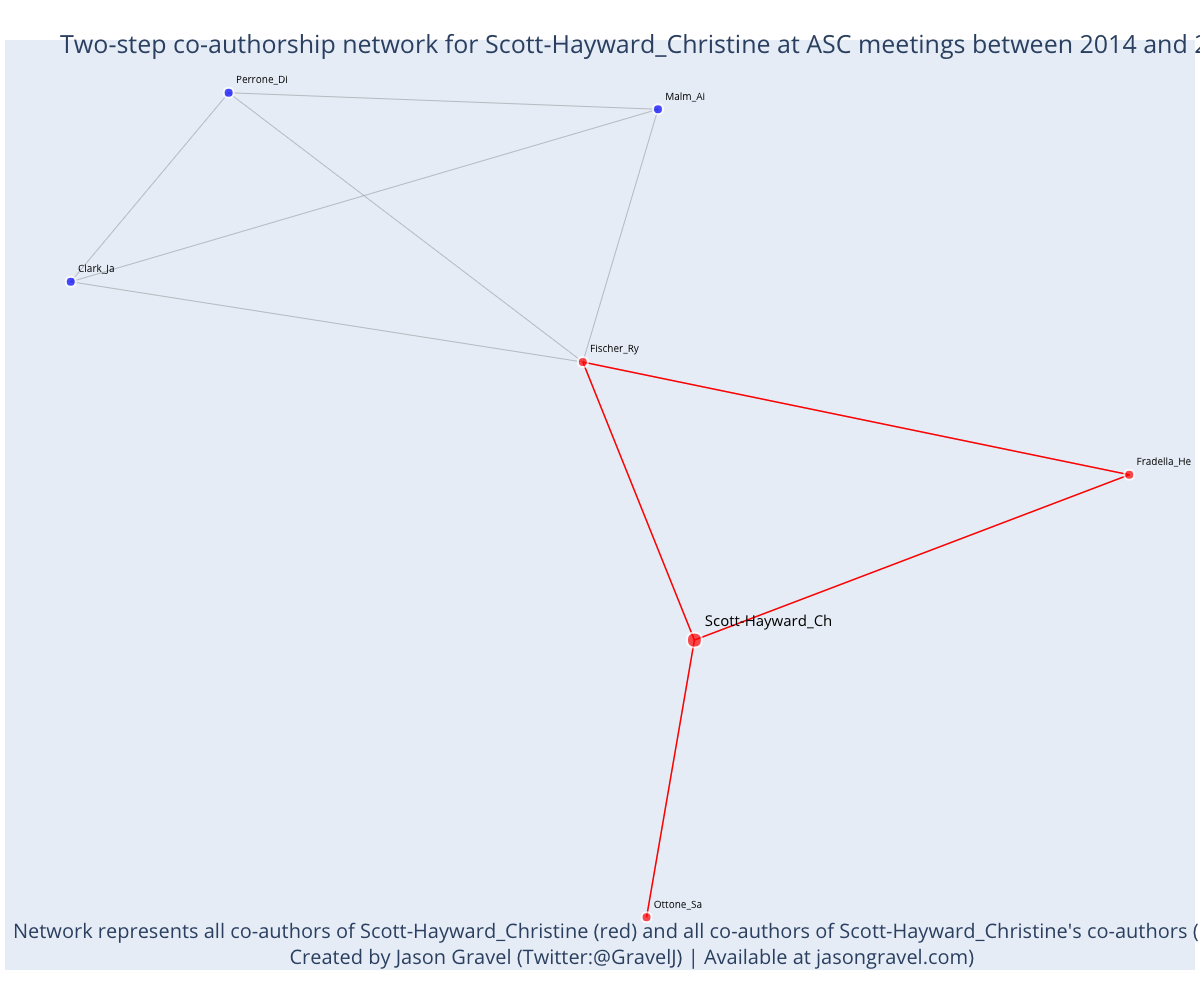 Two-step co-authorship network for Scott-Hayward_Christine at ASC meetings between 2014 and 2
Perrone_Di
Malm_Ai
Clark_Ja
Fischer_Ry
Fradella_He
Scott-Hayward_Ch
Ottone_Sa
Network represents all co-authors of Scott-Hayward_Christine (red) and all co-authors of Scott-Hayward_Christine's co-authors (
Created by Jason Gravel (Twitter:@GravelJ) | Available at jasongravel.com)